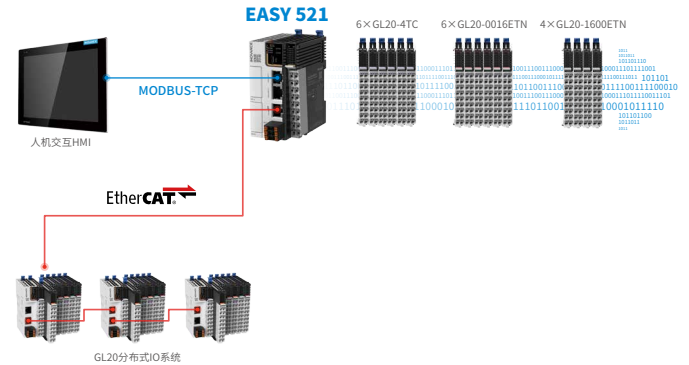 EASY 521
6×GL20-4TC
6×GL20-0016ETN
4×GL20-1600ETN
MODBUS-TCP
人机交互HMI
EtherCAT
GL20分布式IO系统